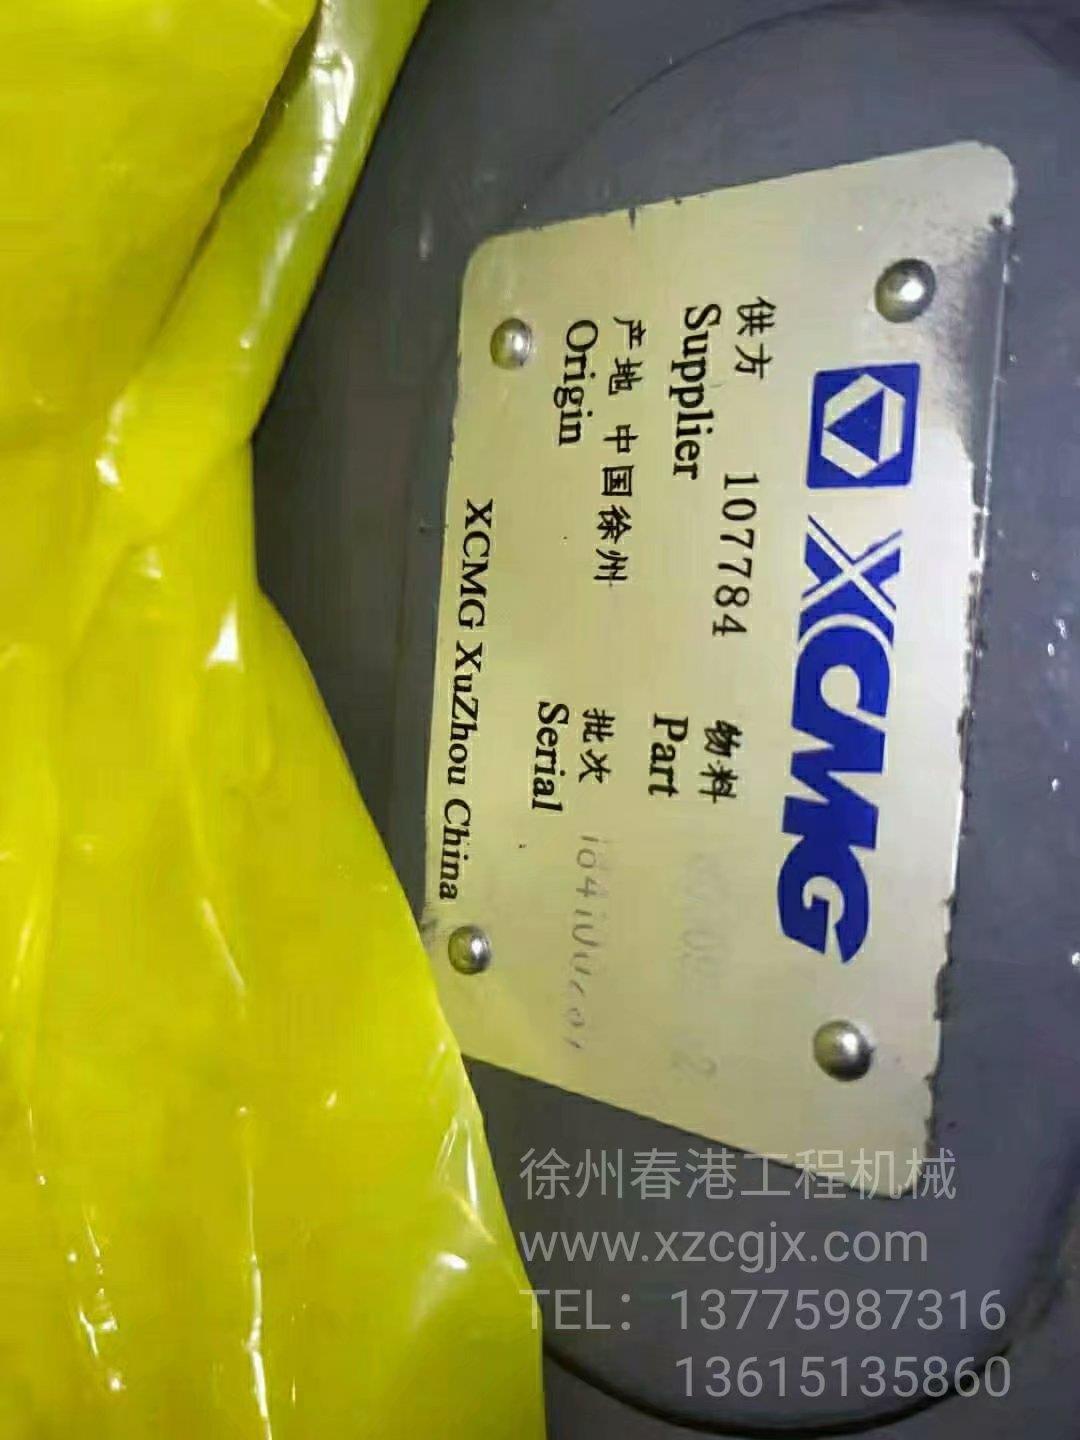 XCMG
供方 107784 物料
Supplier Part
产地 中国徐州 批次
Origin Serial
XCMG XuZhou China
徐州春港工程机械
www.xzcgjx.com
TEL：13775987316
13615135860